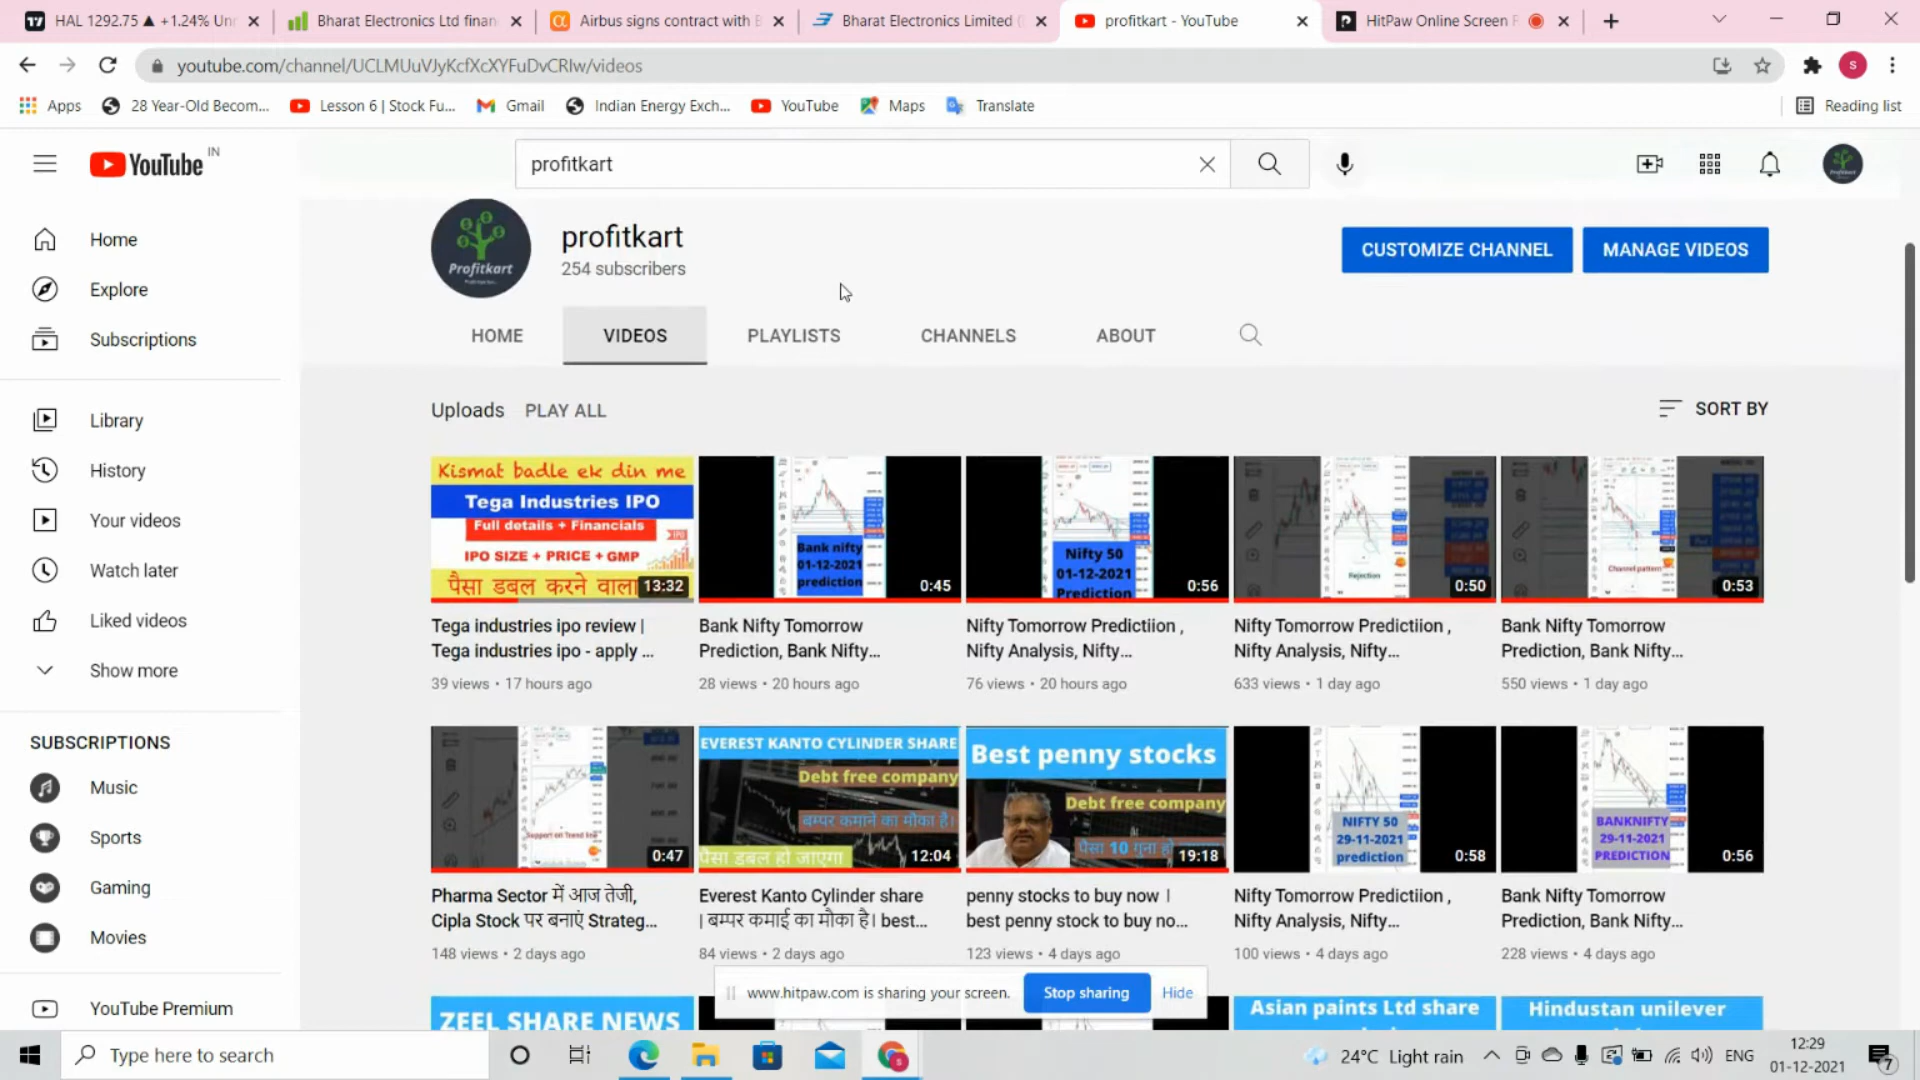 HAL 1292.75 ▲ +1.24% Unr
Bharat Electronics Ltd finan
Airbus signs contract with B
Bharat Electronics Limited (
profitkart - YouTube
HitPaw Online Screen R
youtube.com/channel/UCLMUuVJyKcfXcXYFuDvCRIw/videos
S
Apps
28 Year-Old Becom...
Lesson 6 | Stock Fu...
Gmail
Indian Energy Exch...
YouTube
Maps
Translate
Reading list
YouTube IN
profitkart
Home
Explore
Subscriptions
Library
History
Your videos
Watch later
Liked videos
Show more
SUBSCRIPTIONS
Music
Sports
Gaming
Movies
YouTube Premium
Profitkart
profitkart
254 subscribers
CUSTOMIZE CHANNEL
MANAGE VIDEOS
HOME
VIDEOS
PLAYLISTS
CHANNELS
ABOUT
Uploads PLAY ALL
SORT BY
Kismat badle ek din me
Tega Industries IPO
Full details + Financials
IPO
IPO SIZE + PRICE + GMP
पैसा डबल करने वाला
13:32
Tega industries ipo review |
Tega industries ipo - apply ...
39 views • 17 hours ago
Bank nifty
01-12-2021
prediction
0:45
Bank Nifty Tomorrow
Prediction, Bank Nifty...
28 views • 20 hours ago
Nifty 50
01-12-2021
Prediction
0:56
Nifty Tomorrow Predictiion ,
Nifty Analysis, Nifty...
76 views • 20 hours ago
Rejection
0:50
Nifty Tomorrow Predictiion ,
Nifty Analysis, Nifty...
633 views • 1 day ago
Channel pattern
0:53
Bank Nifty Tomorrow
Prediction, Bank Nifty...
550 views • 1 day ago
Support on Trend line
0:47
Pharma Sector में आज तेजी,
Cipla Stock पर बनाएं Strateg...
148 views • 2 days ago
EVEREST KANTO CYLINDER SHARE
Debt free company
बम्पर कमाने का मौका है।
पैसा डबल हो जाएगा
12:04
Everest Kanto Cylinder share
| बम्पर कमाई का मौका है। best...
84 views • 2 days ago
Best penny stocks
Debt free company
पैसा 10 गुना
19:18
penny stocks to buy now ।
best penny stock to buy no...
123 views • 4 days ago
NIFTY 50
29-11-2021
prediction
0:58
Nifty Tomorrow Predictiion ,
Nifty Analysis, Nifty...
100 views • 4 days ago
BANKNIFTY
29-11-2021
PREDICTION
0:56
Bank Nifty Tomorrow
Prediction, Bank Nifty...
228 views • 4 days ago
ZEEL SHARE NEWS
Asian paints Ltd share
Hindustan unilever
www.hitpaw.com is sharing your screen.
Stop sharing
Hide
Type here to search
24°C Light rain
ENG
12:29
01-12-2021
7